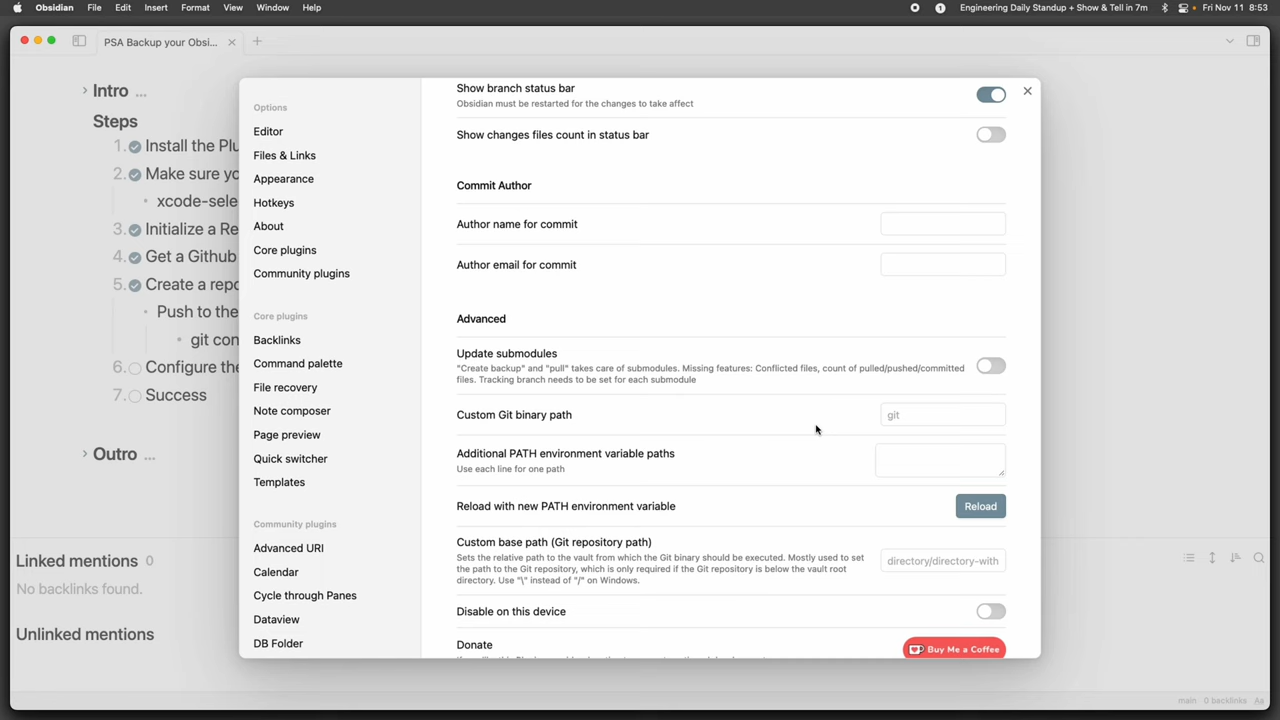 Obsidian File Edit Insert Format View Window Help
1 Engineering Daily Standup + Show & Tell in 7m Fri Nov 11 8:53
PSA Backup your Obsi...
Intro ...
Steps
1. Install the Plu
2. Make sure yo
xcode-sele
3. Initialize a Re
4. Get a Github
5. Create a repo
Push to the
git con
6. Configure the
7. Success
Outro ...
Linked mentions 0
No backlinks found.
Unlinked mentions
Options
Editor
Files & Links
Appearance
Hotkeys
About
Core plugins
Community plugins
Core plugins
Backlinks
Command palette
File recovery
Note composer
Page preview
Quick switcher
Templates
Community plugins
Advanced URI
Calendar
Cycle through Panes
Dataview
DB Folder
Show branch status bar
Obsidian must be restarted for the changes to take affect
Show changes files count in status bar
Commit Author
Author name for commit
Author email for commit
Advanced
Update submodules
"Create backup" and "pull" takes care of submodules. Missing features: Conflicted files, count of pulled/pushed/committed
files. Tracking branch needs to be set for each submodule
Custom Git binary path
git
Additional PATH environment variable paths
Use each line for one path
Reload with new PATH environment variable
Reload
Custom base path (Git repository path)
Sets the relative path to the vault from which the Git binary should be executed. Mostly used to set
the path to the Git repository, which is only required if the Git repository is below the vault root
directory. Use "\" instead of "/" on Windows.
directory/directory-with
Disable on this device
Donate
Buy Me a Coffee
main 0 backlinks Aa